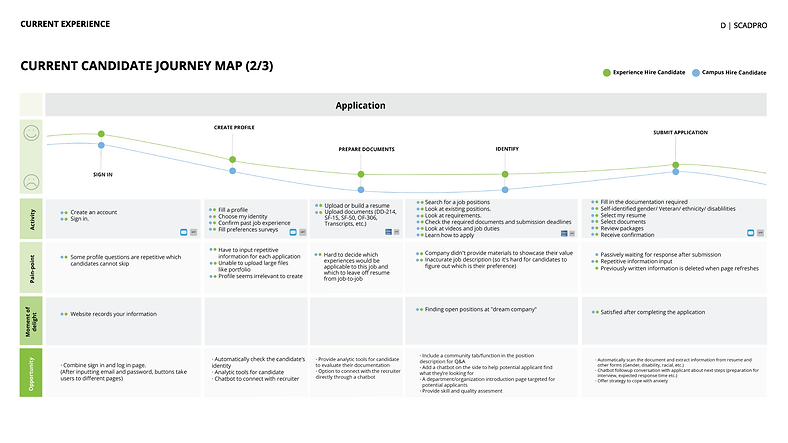 CURRENT EXPERIENCE
D | SCADPRO
CURRENT CANDIDATE JOURNEY MAP (2/3)
Experience Hire Candidate
Campus Hire Candidate
Application
SIGN IN
CREATE PROFILE
PREPARE DOCUMENTS
IDENTIFY
SUBMIT APPLICATION
Activity
Create an account
Sign in.
Fill a profile
Choose my identity
Confirm past job experience
Fill preferences surveys
Upload or build a resume
Upload documents (DD-214,
SF-15, SF-50, OF-306,
Transcripts, etc.)
Search for a job positions
Look at existing positions.
Look at requirements.
Check the required documents and submission deadlines
Look at videos and job duties
Learn how to apply
Fill in the documentation required
Self-identified gender/ Veteran/ ethnicity/ disabilities
Select my resume
Select documents
Review packages
Receive confirmation
Pain-point
Some profile questions are repetitive which
candidates cannot skip
Have to input repetitive
information for each application
Unable to upload large files
like portfolio
Profile seems irrelevant to create
Hard to decide which
experiences would be
applicable to this job and
which to leave off resume
from job-to-job
Company didn't provide materials to showcase their value
Inaccurate job description (so it's hard for candidates to
figure out which is their preference)
Passively waiting for response after submission
Repetitive information input
Previously written information is deleted when page refreshes
Moment of
delight
Website records your information
Finding open positions at "dream company"
Satisfied after completing the application
Opportunity
- Combine sign in and log in page.
(After inputting email and password, buttons take
users to different pages)
- Automatically check the candidate's
identity
- Analytic tools for candidate
- Chatbot to connect with recruiter
- Provide analytic tools for candidate
to evaluate their documentation
- Option to connect with the recruiter
directly through a chatbot
- Include a community tab/function in the position
description for Q&A
- Add a chatbot on the side to help potential applicant find
what they're looking for
- A department/organization introduction page targeted for
potential applicants
- Provide skill and quality assesment
- Automatically scan the document and extract information from resume and
other forms (Gender, disability, racial, etc.)
- Chatbot followup conversation with applicant about next steps (preparation for
interview, expected response time etc.)
- Offer strategy to cope with anxiety